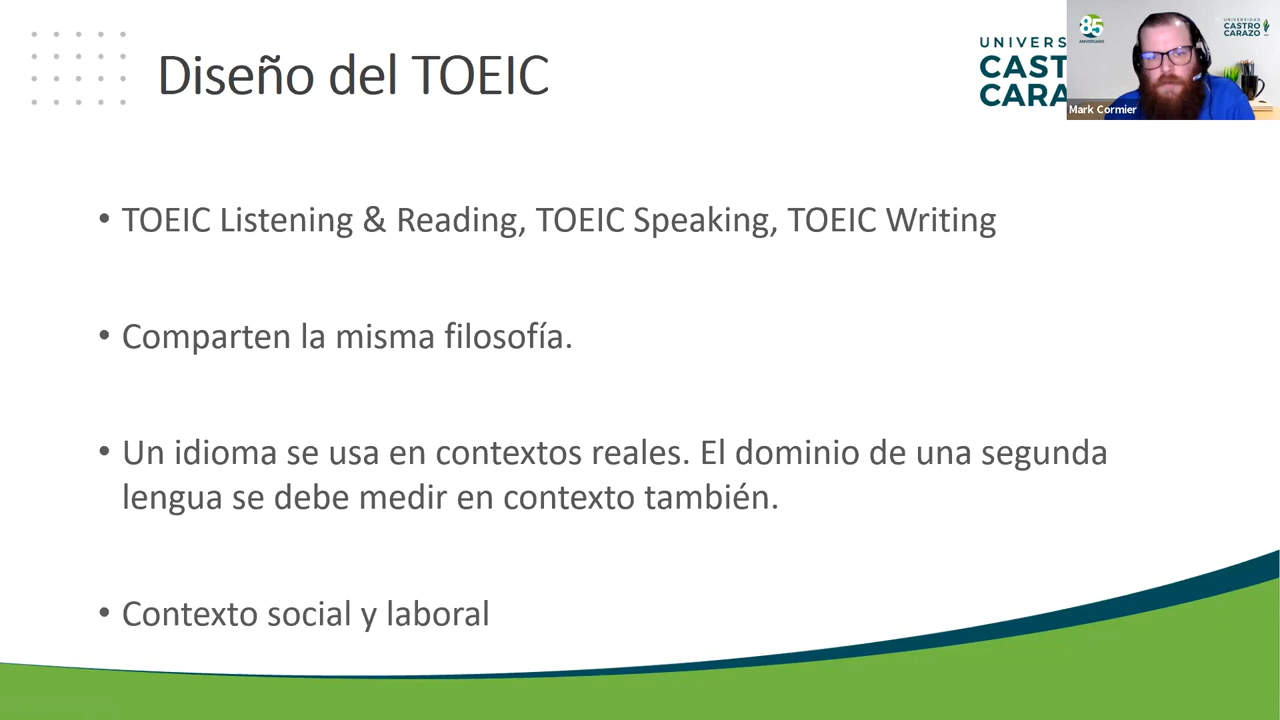 Diseño del TOEIC
UNIVERS
CAST
CARA
85
ANIVERSARIO
UNIVERSIDAD
CASTRO
CARAZO
Mark Cormier
• TOEIC Listening & Reading, TOEIC Speaking, TOEIC Writing
• Comparten la misma filosofía.
• Un idioma se usa en contextos reales. El dominio de una segunda
lengua se debe medir en contexto también.
• Contexto social y laboral